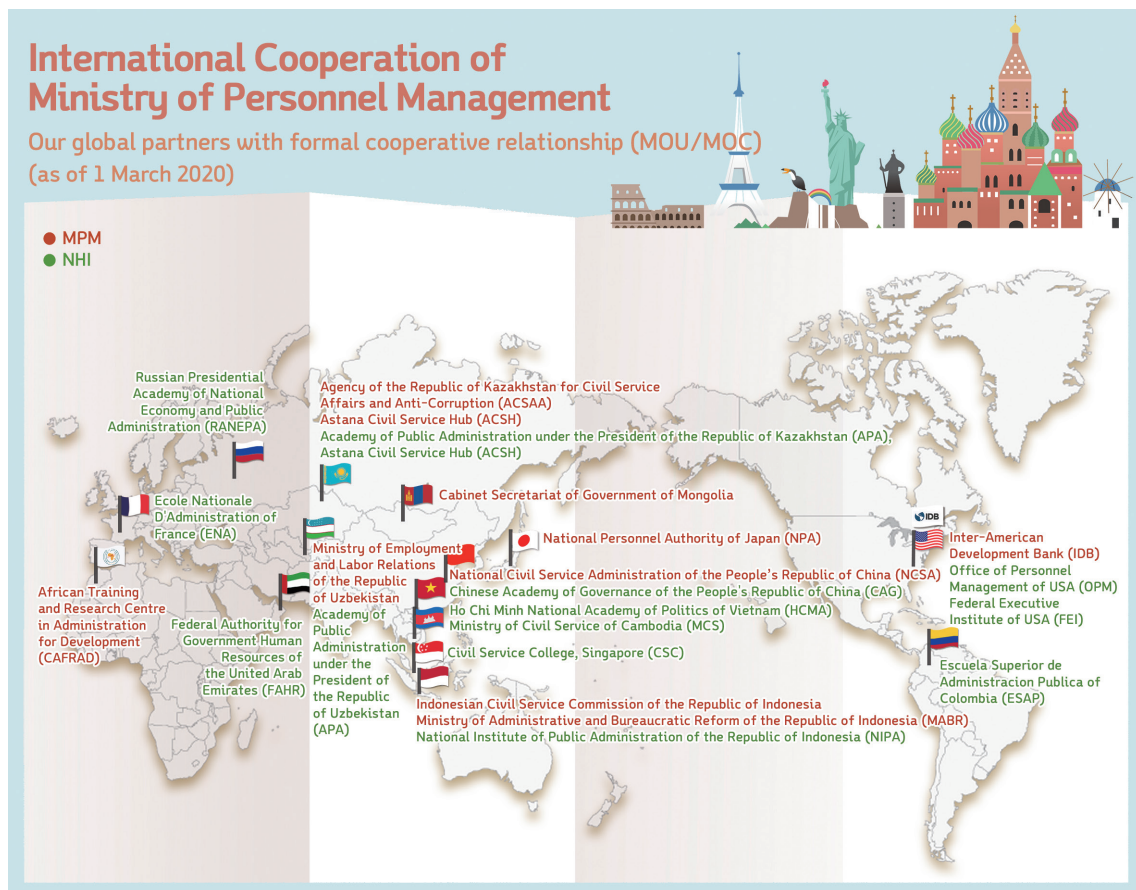 International Cooperation of
Ministry of Personnel Management
Our global partners with formal cooperative relationship (MOU/MOC)
(as of 1 March 2020)
MPM
NHI
Russian Presidential
Academy of National
Economy and Public
Administration (RANEPA)
Agency of the Republic of Kazakhstan for Civil Service
Affairs and Anti-Corruption (ACSAA)
Astana Civil Service Hub (ACSH)
Academy of Public Administration under the President of the Republic of Kazakhstan (APA),
Astana Civil Service Hub (ACSH)
Cabinet Secretariat of Government of Mongolia
Ecole Nationale
D'Administration of
France (ENA)
National Personnel Authority of Japan (NPA)
IDB
Inter-American
Development Bank (IDB)
Office of Personnel
Management of USA (OPM)
Federal Executive
Institute of USA (FEI)
Ministry of Employment
and Labor Relations
of the Republic
of Uzbekistan
Academy of
Public
Administration
under the
President of
the Republic
of Uzbekistan
(APA)
National Civil Service Administration of the People's Republic of China (NCSA)
Chinese Academy of Governance of the People's Republic of China (CAG)
Ho Chi Minh National Academy of Politics of Vietnam (HCMA)
Ministry of Civil Service of Cambodia (MCS)
Civil Service College, Singapore (CSC)
African Training
and Research Centre
in Administration
for Development
(CAFRAD)
Federal Authority for
Government Human
Resources of
the United Arab
Emirates (FAHR)
Escuela Superior de
Administracion Publica of
Colombia (ESAP)
Indonesian Civil Service Commission of the Republic of Indonesia
Ministry of Administrative and Bureaucratic Reform of the Republic of Indonesia (MABR)
National Institute of Public Administration of the Republic of Indonesia (NIPA)